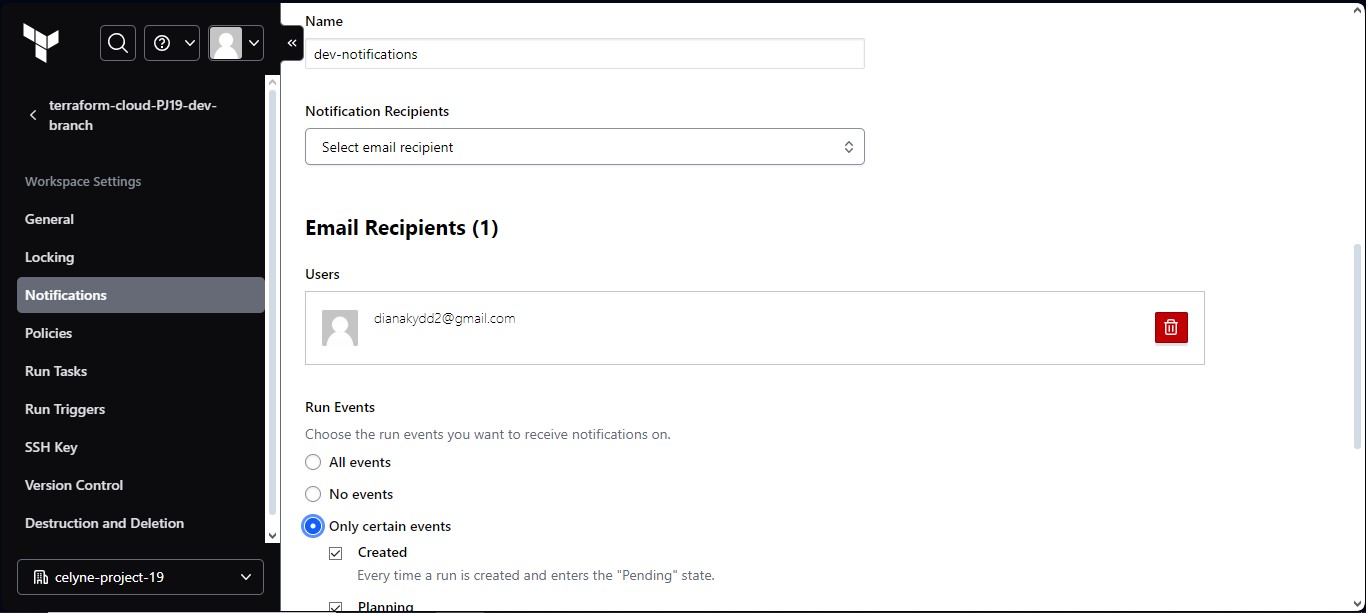 terraform-cloud-PJ19-dev-
branch
Workspace Settings
General
Locking
Notifications
Policies
Run Tasks
Run Triggers
SSH Key
Version Control
Destruction and Deletion
celyne-project-19
Name
dev-notifications
Notification Recipients
Select email recipient
Email Recipients (1)
Users
dianakydd2@gmail.com
Run Events
Choose the run events you want to receive notifications on.
All events
No events
Only certain events
Created
Every time a run is created and enters the "Pending" state.
Planning